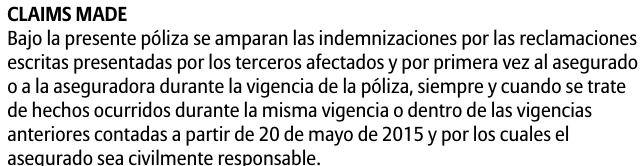 CLAIMS MADE
Bajo la presente póliza se amparan las indemnizaciones por las reclamaciones
escritas presentadas por los terceros afectados y por primera vez al asegurado
o a la aseguradora durante la vigencia de la póliza, siempre y cuando se trate
de hechos ocurridos durante la misma vigencia o dentro de las vigencias
anteriores contadas a partir de 20 de mayo de 2015 y por los cuales el
asegurado sea civilmente responsable.